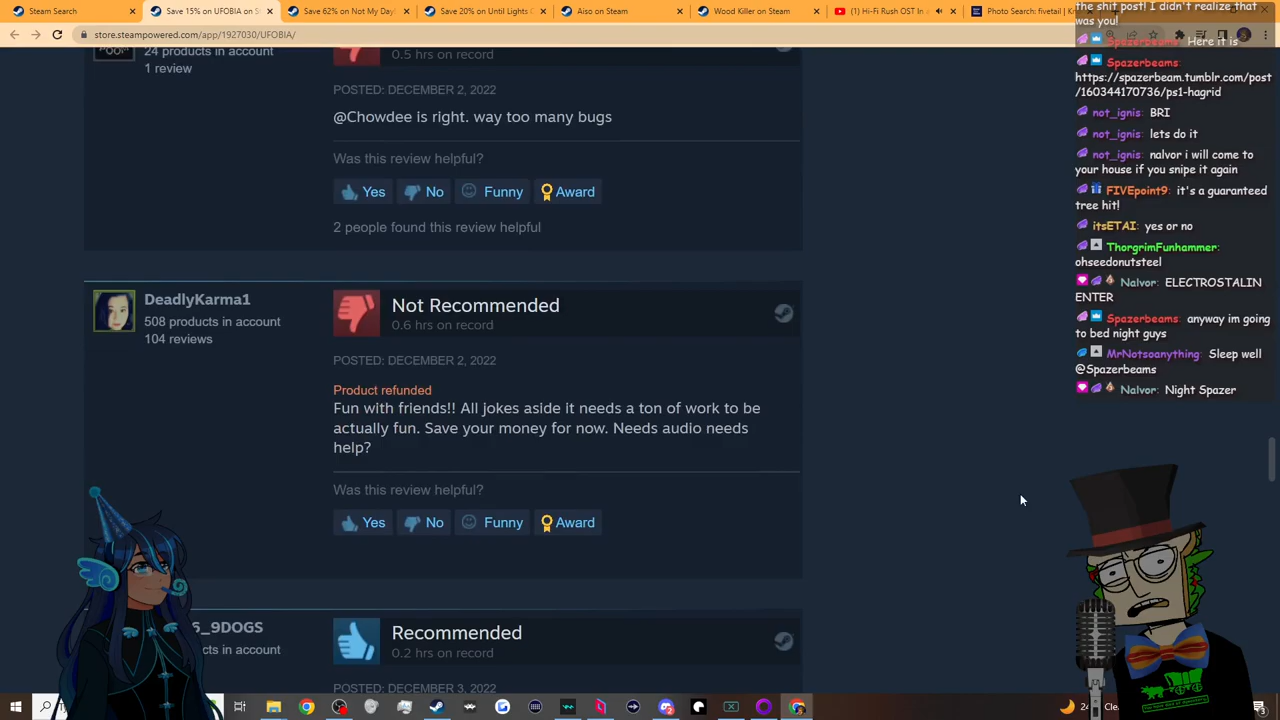 Steam Search
Save 15% on UFOBIA on S
Save 62% on Not My Day!
Save 20% on Until Lights C
Aiso on Steam
Wood Killer on Steam
(1) Hi-Fi Rush OST In
Photo Search: fivetail | Kr
store.steampowered.com/app/1927030/UFOBIA/
24 products in account
1 review
0.5 hrs on record
POSTED: DECEMBER 2, 2022
@Chowdee is right. way too many bugs
Was this review helpful?
Yes
No
Funny
Award
2 people found this review helpful
DeadlyKarma1
508 products in account
104 reviews
Not Recommended
0.6 hrs on record
POSTED: DECEMBER 2, 2022
Product refunded
Fun with friends!! All jokes aside it needs a ton of work to be
actually fun. Save your money for now. Needs audio needs
help?
Was this review helpful?
Yes
No
Funny
Award
_9DOGS
cts in account
Recommended
0.2 hrs on record
POSTED: DECEMBER 3, 2022
the shit post! I didn't realize that
was you!
Spazerbeams: Here it is
Spazerbeams:
https://spazerbeam.tumblr.com/post
/160344170736/ps1-hagrid
not_ignis: BRI
not_ignis: lets do it
not_ignis: nalvor i will come to
your house if you snipe it again
FIVEpoint9: it's a guaranteed
tree hit!
itsETAI: yes or no
ThorgrimFunhammer:
ohseedonutsteel
Nalvor: ELECTROSTALIN
ENTER
Spazerbeams: anyway im going
to bed night guys
MrNotsoanything: Sleep well
@Spazerbeams
Nalvor: Night Spazer